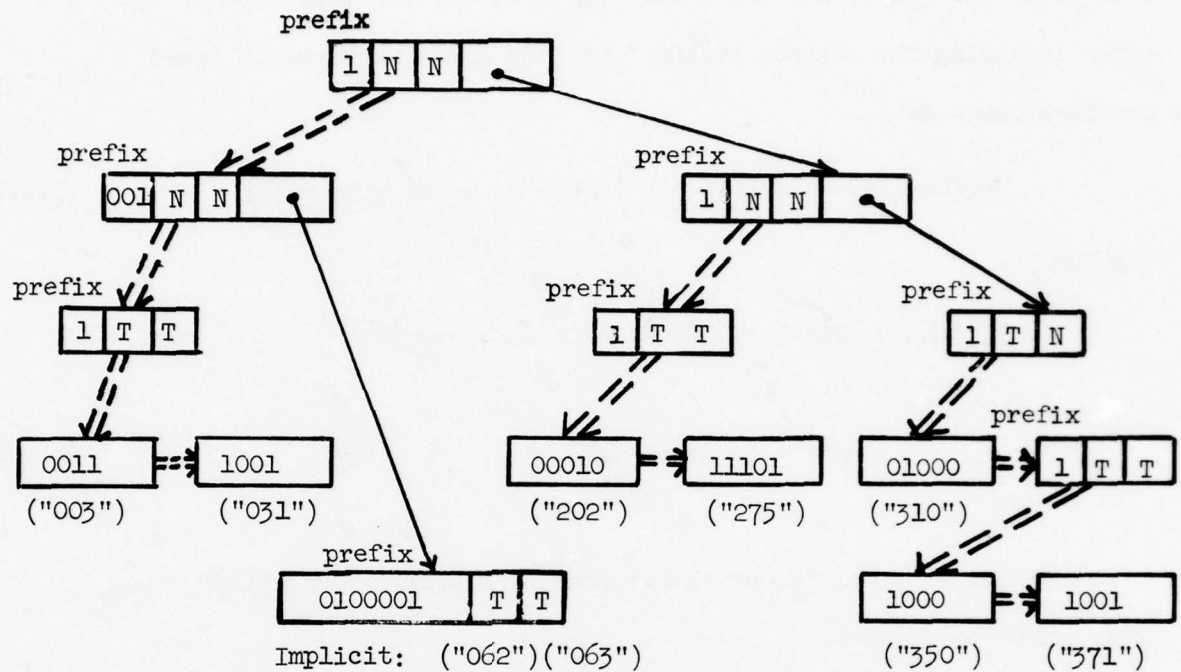 prefix
1 N N
prefix
001 N N
prefix
1 N N
prefix
1 T T
prefix
1 T T
prefix
1 T N
prefix
0011 1001
00010 11101
01000 1 T T
("003") ("031")
("202") ("275")
("310")
prefix
0100001 T T
1000 1001
Implicit: ("062")("063")
("350") ("371")